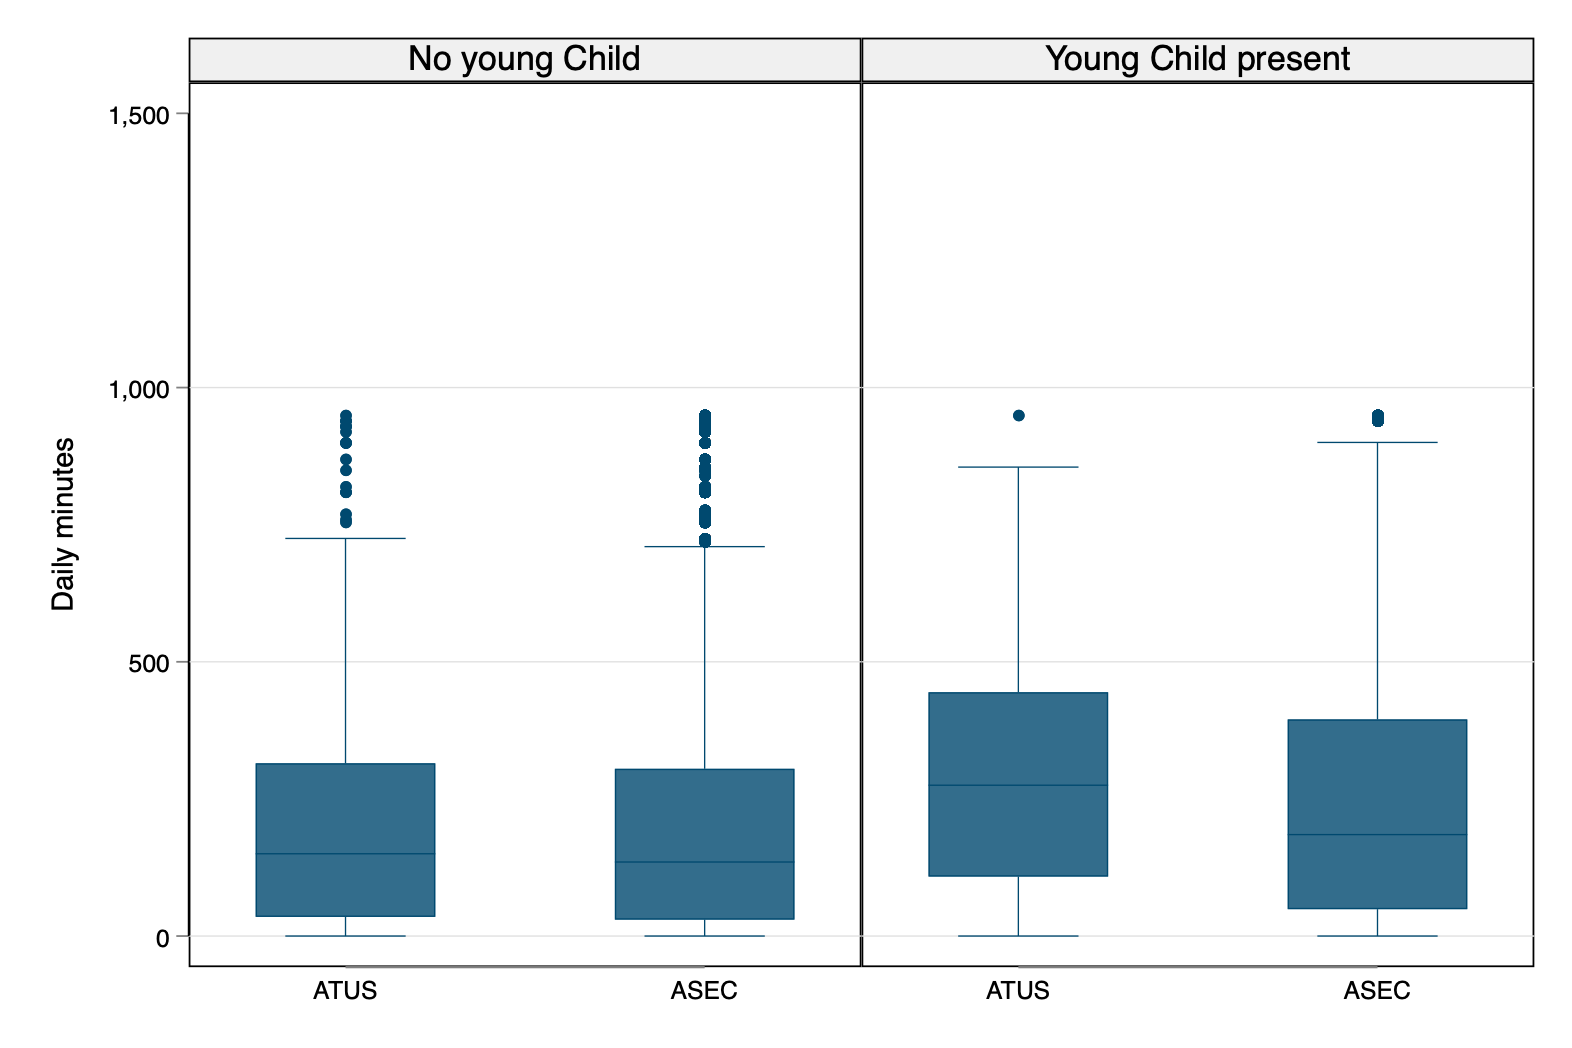 No young Child
Young Child present
1,500
1,000
500
0
Daily minutes
ATUS
ASEC
ATUS
ASEC